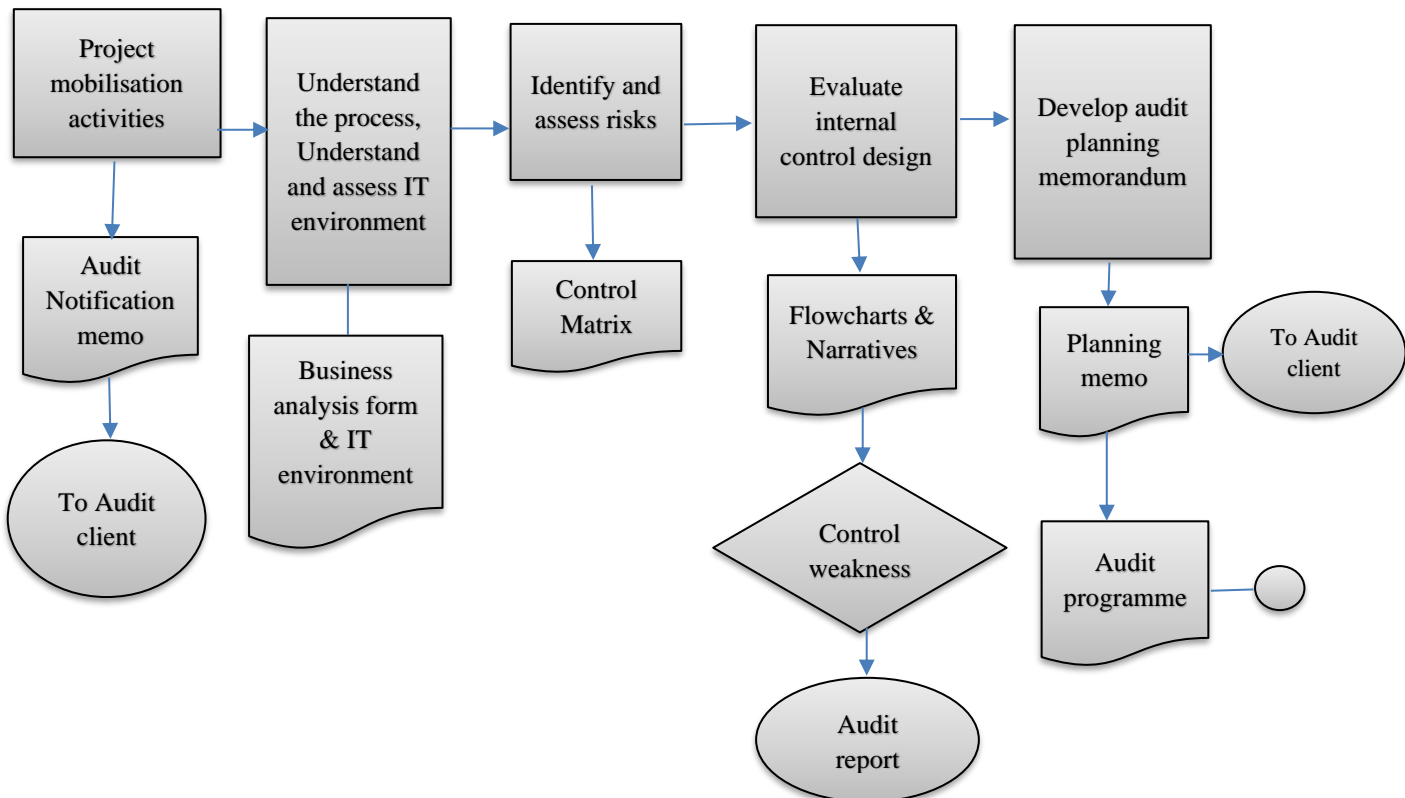 Project
mobilisation
activities
Understand
the process,
Understand
and assess IT
environment
Identify and
assess risks
Evaluate
internal
control design
Develop audit
planning
memorandum
Audit
Notification
memo
Business
analysis form
& IT
environment
Control
Matrix
Flowcharts &
Narratives
Planning
memo
To Audit
client
To Audit
client
Control
weakness
Audit
programme
Audit
report